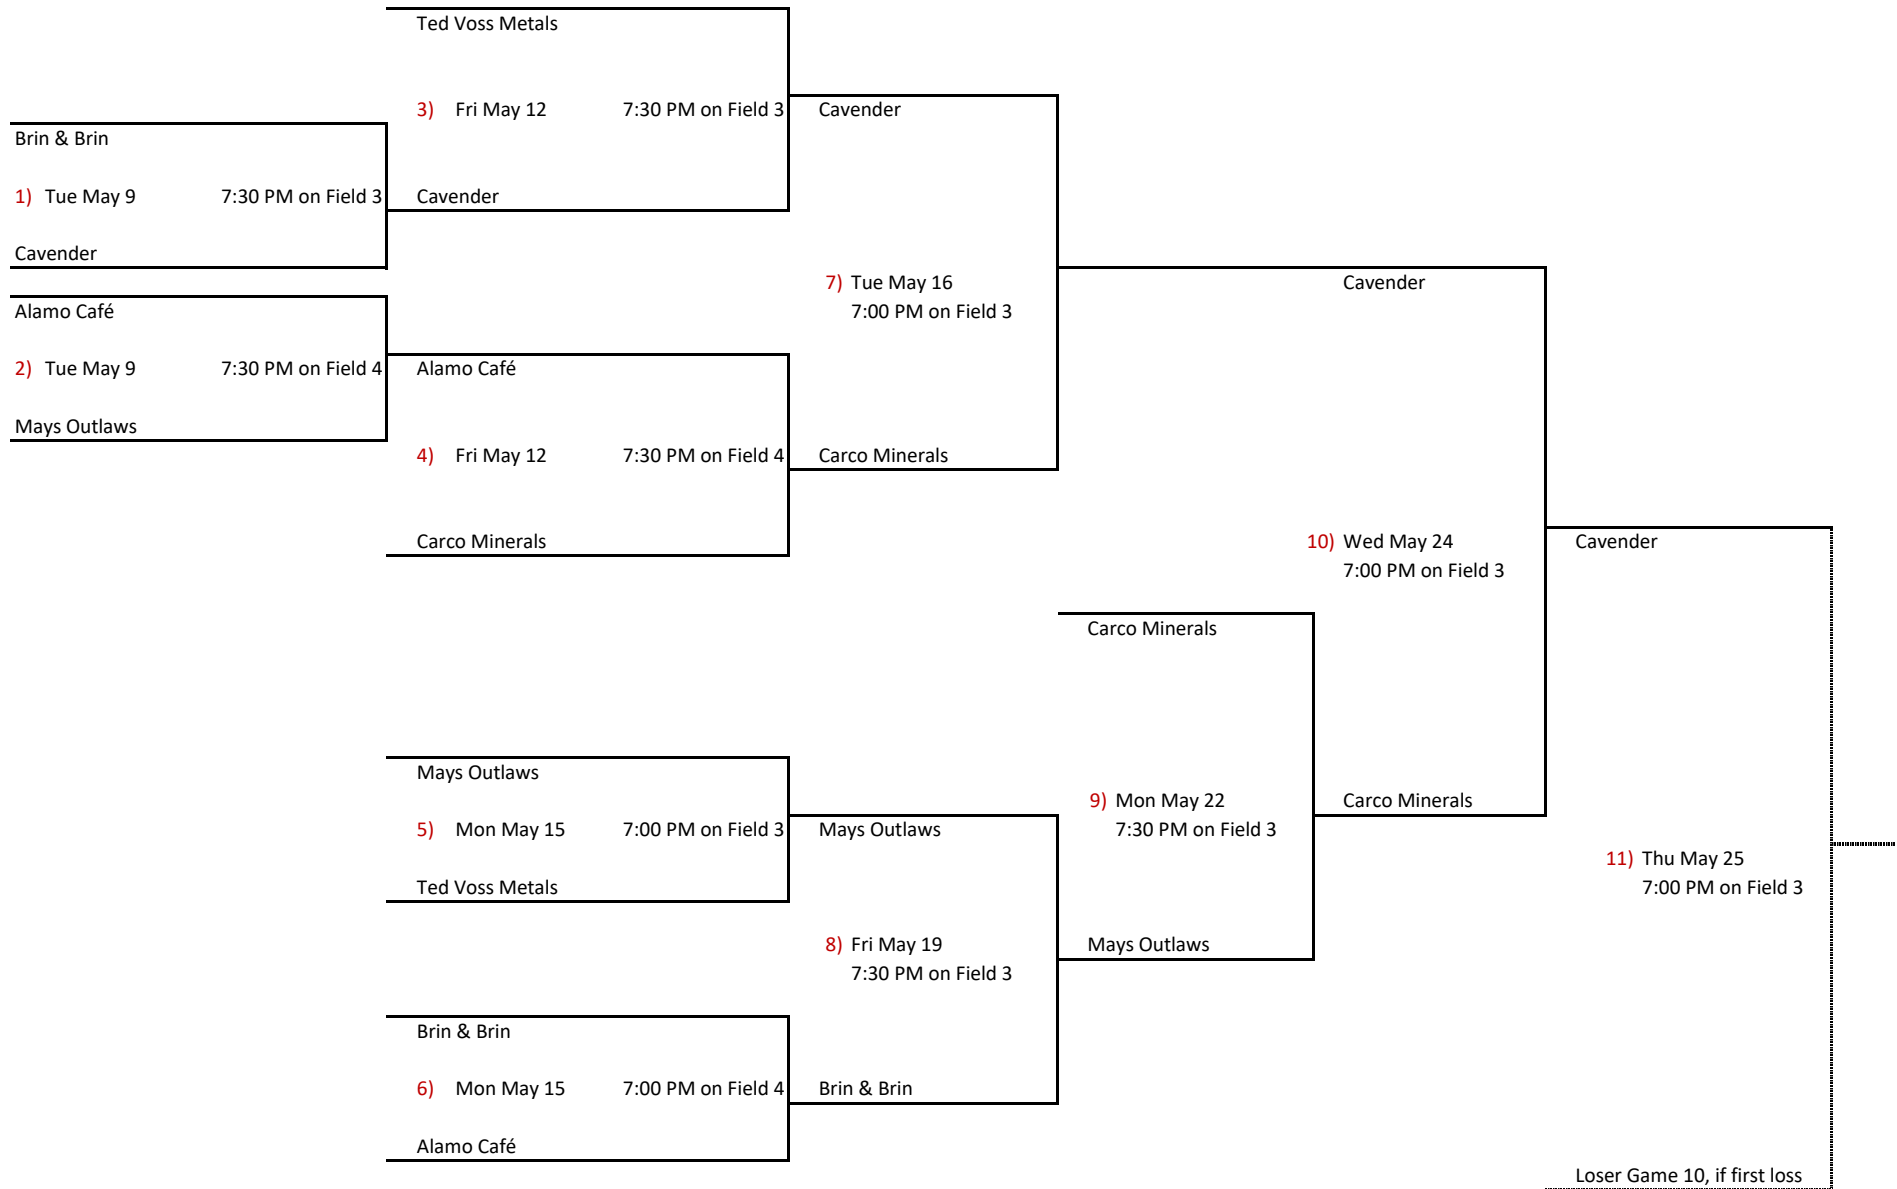 Ted Voss Metals
3) Fri May 12 7:30 PM on Field 3
Cavender
Brin & Brin
1) Tue May 9 7:30 PM on Field 3
Cavender
Cavender
7) Tue May 16
7:00 PM on Field 3
Cavender
Alamo Café
2) Tue May 9 7:30 PM on Field 4
Alamo Café
Mays Outlaws
4) Fri May 12 7:30 PM on Field 4
Carco Minerals
Carco Minerals
10) Wed May 24
7:00 PM on Field 3
Cavender
Carco Minerals
Mays Outlaws
5) Mon May 15 7:00 PM on Field 3
Mays Outlaws
Ted Voss Metals
9) Mon May 22
7:30 PM on Field 3
Carco Minerals
11) Thu May 25
7:00 PM on Field 3
8) Fri May 19
7:30 PM on Field 3
Mays Outlaws
Brin & Brin
6) Mon May 15 7:00 PM on Field 4
Brin & Brin
Alamo Café
Loser Game 10, if first loss